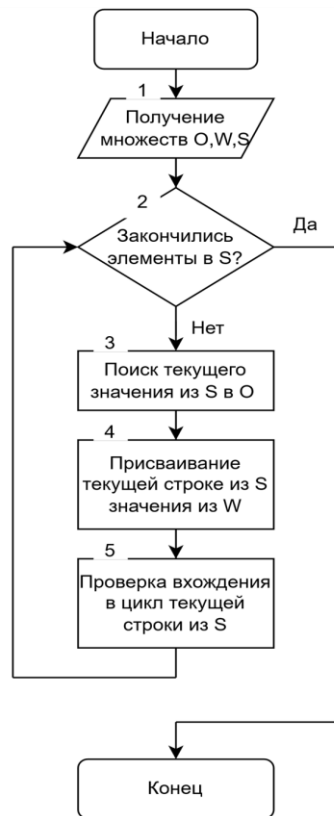 Начало
1
Получение
множеств O,W,S
2
Закончились
элементы в S?
Да
Нет
3
Поиск текущего
значения из S в O
4
Присваивание
текущей строке из S
значения из W
5
Проверка вхождения
в цикл текущей
строки из S
Конец